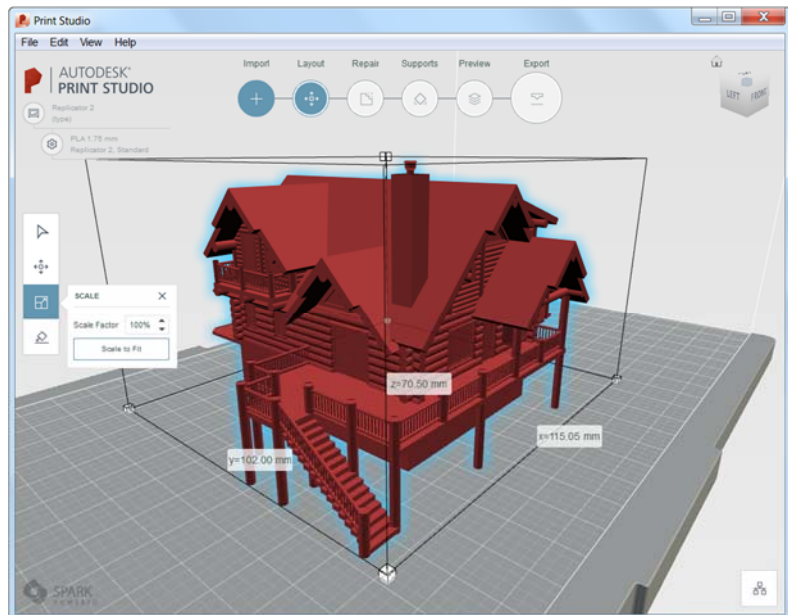 Print Studio
File Edit View Help
Import Layout Repair Supports Preview Export
AUTODESK®
PRINT STUDIO
Replicator 2
(type)
PLA 1.75 mm
Replicator 2, Standard
LEFT FRONT
SCALE
Scale Factor 100%
Scale to Fit
z=70.50 mm
x=115.05 mm
y=102.00 mm
SPARK